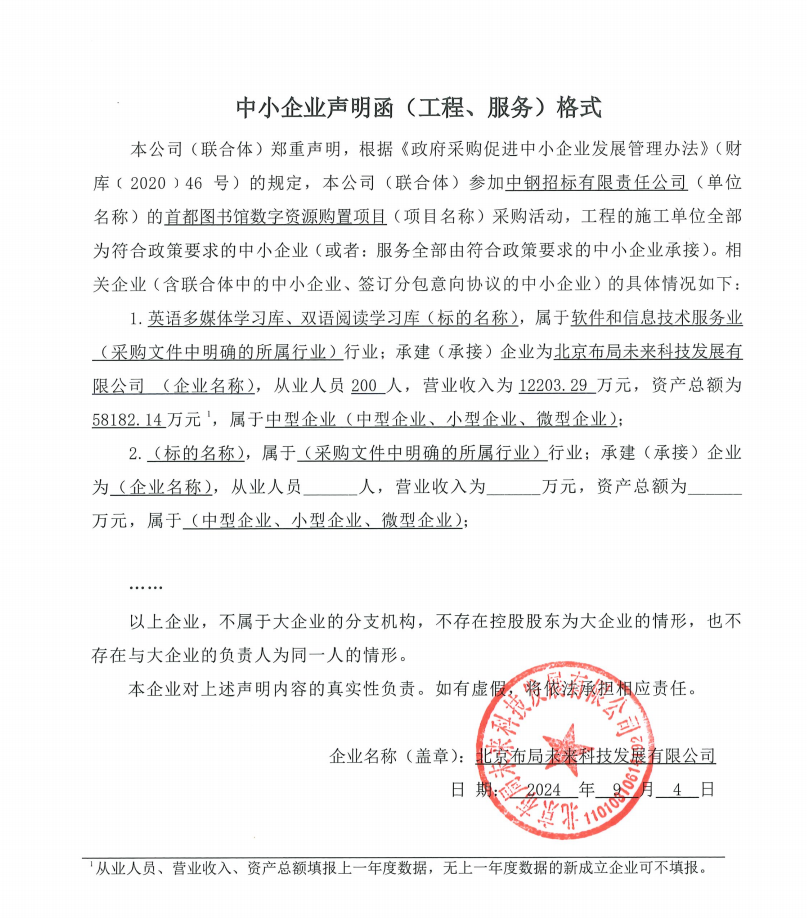 中小企业声明函（工程、服务）格式
本公司（联合体）郑重声明，根据《政府采购促进中小企业发展管理办法》（财
库﹝2020﹞46 号）的规定，本公司（联合体）参加中钢招标有限责任公司（单位
名称）的首都图书馆数字资源购置项目（项目名称）采购活动，工程的施工单位全部
为符合政策要求的中小企业（或者：服务全部由符合政策要求的中小企业承接）。相
关企业（含联合体中的中小企业、签订分包意向协议的中小企业）的具体情况如下：
1. 英语多媒体学习库、双语阅读学习库（标的名称），属于软件和信息技术服务业
（采购文件中明确的所属行业）行业；承建（承接）企业为北京布局未来科技发展有
限公司 （企业名称），从业人员 200 人，营业收入为 12203.29 万元，资产总额为
58182.14 万元 ¹，属于中型企业（中型企业、小型企业、微型企业）；
2. （标的名称），属于（采购文件中明确的所属行业）行业；承建（承接）企业
为（企业名称），从业人员______人，营业收入为______万元，资产总额为______
万元，属于（中型企业、小型企业、微型企业）；
……
以上企业，不属于大企业的分支机构，不存在控股股东为大企业的情形，也不
存在与大企业的负责人为同一人的情形。
本企业对上述声明内容的真实性负责。如有虚假，将依法承担相应责任。
企业名称（盖章）：北京布局未来科技发展有限公司
日 期： 2024 年 9 月 4 日
北京布局未来科技发展有限公司
¹从业人员、营业收入、资产总额填报上一年度数据，无上一年度数据的新成立企业可不填报。